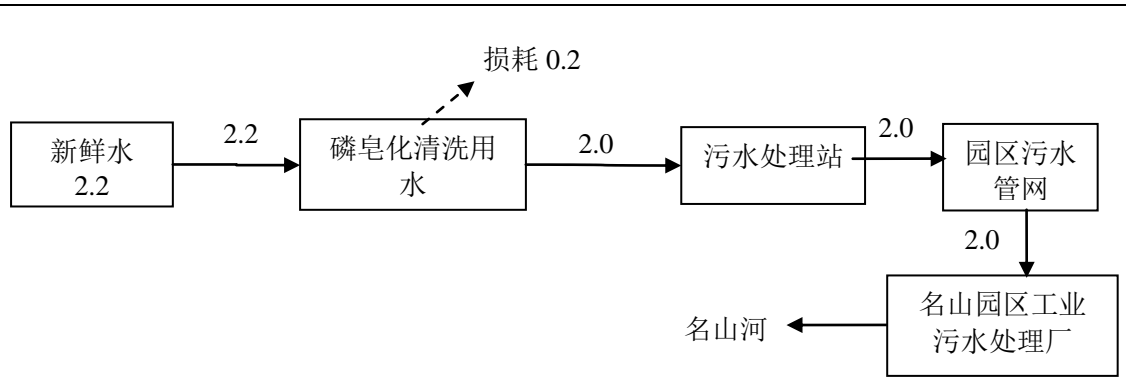 损耗 0.2
新鲜水
2.2
2.2
磷皂化清洗用
水
2.0
污水处理站
2.0
园区污水
管网
2.0
名山园区工业
污水处理厂
名山河